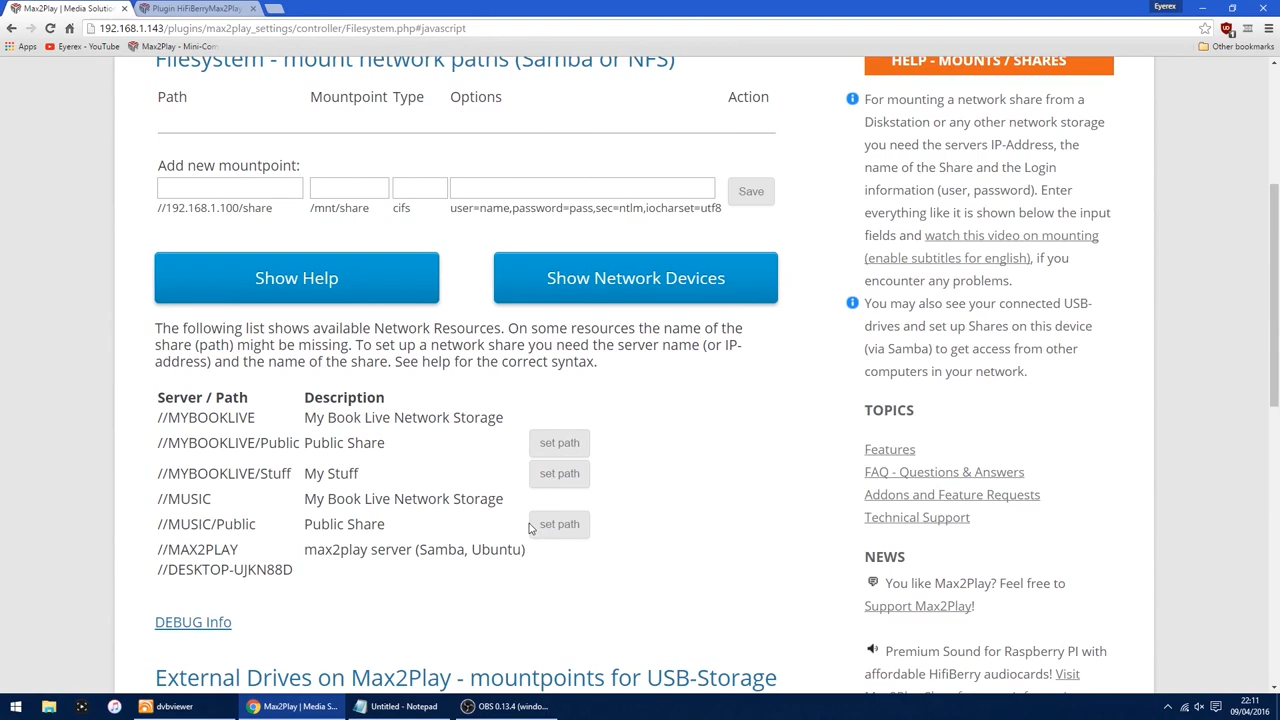 Max2Play | Media Solution
Plugin HiFiBerryMax2Play
Eyerex
192.168.1.143/plugins/max2play_settings/controller/Filesystem.php#javascript
Apps
Eyerex - YouTube
Max2Play - Mini-Com
Other bookmarks
Filesystem - mount network paths (Samba or NFS)
Path Mountpoint Type Options Action
Add new mountpoint:
Save
//192.168.1.100/share /mnt/share cifs user=name,password=pass,sec=ntlm,iocharset=utf8
Show Help
Show Network Devices
The following list shows available Network Resources. On some resources the name of the
share (path) might be missing. To set up a network share you need the server name (or IP-
address) and the name of the share. See help for the correct syntax.
Server / Path Description
//MYBOOKLIVE My Book Live Network Storage
//MYBOOKLIVE/Public Public Share set path
//MYBOOKLIVE/Stuff My Stuff set path
//MUSIC My Book Live Network Storage
//MUSIC/Public Public Share set path
//MAX2PLAY max2play server (Samba, Ubuntu)
//DESKTOP-UJKN88D
DEBUG Info
External Drives on Max2Play - mountpoints for USB-Storage
HELP - MOUNTS / SHARES
For mounting a network share from a
Diskstation or any other network storage
you need the servers IP-Address, the
name of the Share and the Login
information (user, password). Enter
everything like it is shown below the input
fields and watch this video on mounting
(enable subtitles for english), if you
encounter any problems.
You may also see your connected USB-
drives and set up Shares on this device
(via Samba) to get access from other
computers in your network.
TOPICS
Features
FAQ - Questions & Answers
Addons and Feature Requests
Technical Support
NEWS
You like Max2Play? Feel free to
Support Max2Play!
Premium Sound for Raspberry PI with
affordable HifiBerry audiocards! Visit
dvbviewer
Max2Play | Media S...
Untitled - Notepad
OBS 0.13.4 (windo...
22:11
09/04/2016